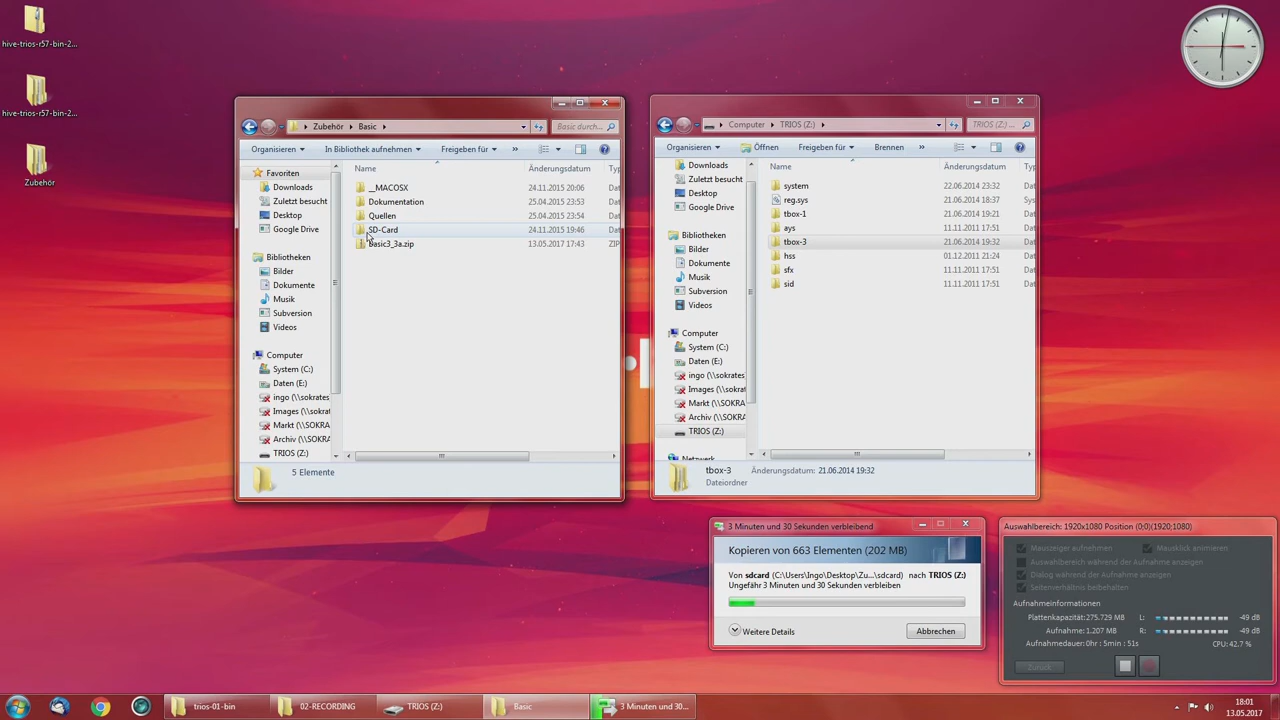 hive-trios-r57-bin-2...
hive-trios-r57-bin-2...
Zubehör
Zubehör
Basic
Basic durch...
Organisieren
In Bibliothek aufnehmen
Freigeben für
»
Favoriten
Downloads
Zuletzt besucht
Desktop
Google Drive
Bibliotheken
Bilder
Dokumente
Musik
Subversion
Videos
Computer
System (C:)
Daten (E:)
ingo (\\sokrates
Images (\\sokrat
Markt (\\SOKRA
Archiv (\\SOKRA
TRIOS (Z:)
Name
Änderungsdatum
Typ
__MACOSX
24.11.2015 20:06
Dat
Dokumentation
25.04.2015 23:53
Dat
Quellen
25.04.2015 23:54
Dat
SD-Card
24.11.2015 19:46
Dat
Basic3_3a.zip
13.05.2017 17:43
ZIP
5 Elemente
Computer
TRIOS (Z:)
TRIOS (Z:) ...
Organisieren
Öffnen
Freigeben für
Brennen
»
Downloads
Zuletzt besucht
Desktop
Google Drive
Bibliotheken
Bilder
Dokumente
Musik
Subversion
Videos
Computer
System (C:)
Daten (E:)
ingo (\\sokrates
Images (\\sokrat
Markt (\\SOKRA
Archiv (\\SOKRA
TRIOS (Z:)
Netzwerk
Name
Änderungsdatum
Typ
system
22.06.2014 23:32
Dat
reg.sys
21.06.2014 18:37
Sys
tbox-1
21.06.2014 19:21
Dat
ays
11.11.2011 17:51
Dat
tbox-3
21.06.2014 19:32
Dat
hss
01.12.2011 21:24
Dat
sfx
11.11.2011 17:51
Dat
sid
11.11.2011 17:51
Dat
tbox-3 Änderungsdatum: 21.06.2014 19:32
Dateiordner
3 Minuten und 30 Sekunden verbleibend
Kopieren von 663 Elementen (202 MB)
Von sdcard (C:\Users\Ingo\Desktop\Zu...\sdcard) nach TRIOS (Z:)
Ungefähr 3 Minuten und 30 Sekunden verbleiben
Weitere Details
Abbrechen
Auswahlbereich: 1920x1080 Position (0;0)(1920;1080)
Mauszeiger aufnehmen
Mausklick animieren
Auswahlbereich während der Aufnahme anzeigen
Dialog während der Aufnahme anzeigen
Seitenverhältnis beibehalten
Aufnahmeinformationen
Plattenkapazität: 275.729 MB
L:
-49 dB
Aufnahme: 1.207 MB
R:
-49 dB
Aufnahmedauer: 0hr : 5min : 51s
CPU: 42.7 %
Zurück
trios-01-bin
02-RECORDING
TRIOS (Z:)
Basic
3 Minuten und 30...
18:01
13.05.2017